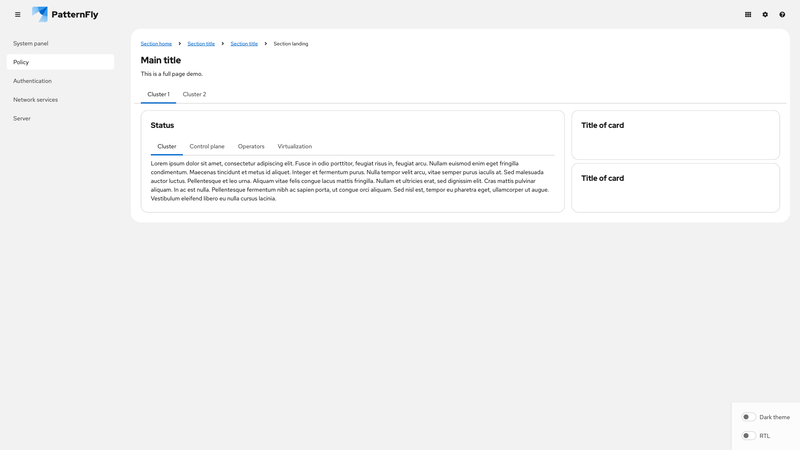 PatternFly
System panel
Policy
Authentication
Network services
Server
Section home > Section title > Section title > Section landing
Main title
This is a full page demo.
Cluster 1 Cluster 2
Status
Cluster Control plane Operators Virtualization
Lorem ipsum dolor sit amet, consectetur adipiscing elit. Fusce in odio porttitor, feugiat risus in, feugiat arcu. Nullam euismod enim eget fringilla
condimentum. Maecenas tincidunt et metus id aliquet. Integer et fermentum purus. Nulla tempor velit arcu, vitae semper purus iaculis at. Sed malesuada
auctor luctus. Pellentesque et leo urna. Aliquam vitae felis congue lacus mattis fringilla. Nullam et ultricies erat, sed dignissim elit. Cras mattis pulvinar
aliquam. In ac est nulla. Pellentesque fermentum nibh ac sapien porta, ut congue orci aliquam. Sed nisl est, tempor eu pharetra eget, ullamcorper ut augue.
Vestibulum eleifend libero eu nulla cursus lacinia.
Title of card
Title of card
Dark theme
RTL